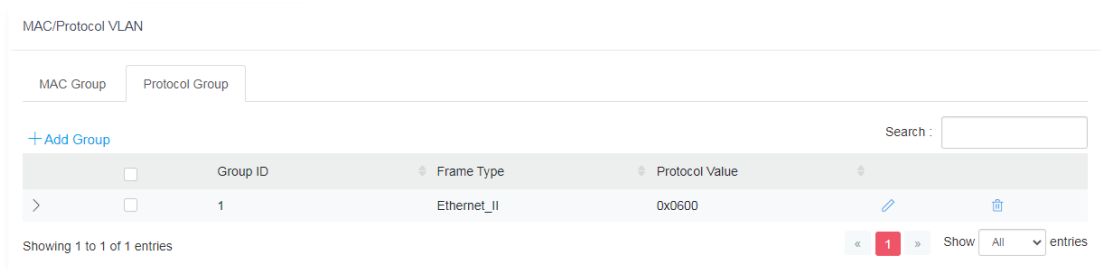 MAC/Protocol VLAN
MAC Group Protocol Group
+Add Group Search :
Group ID Frame Type Protocol Value
1 Ethernet_II 0x0600
Showing 1 to 1 of 1 entries « 1 » Show All entries